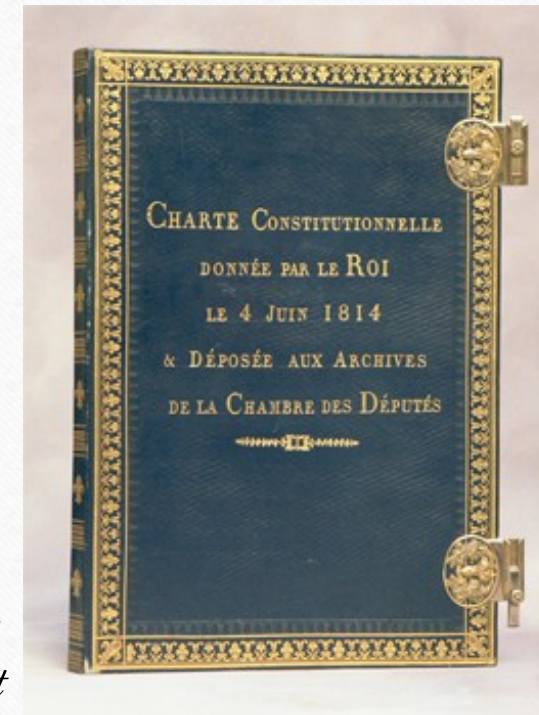 CHARTE CONSTITUTIONNELLE
DONNÉE PAR LE ROI
LE 4 JUIN 1814
& DÉPOSÉE AUX ARCHIVES
DE LA CHAMBRE DES DÉPUTÉS